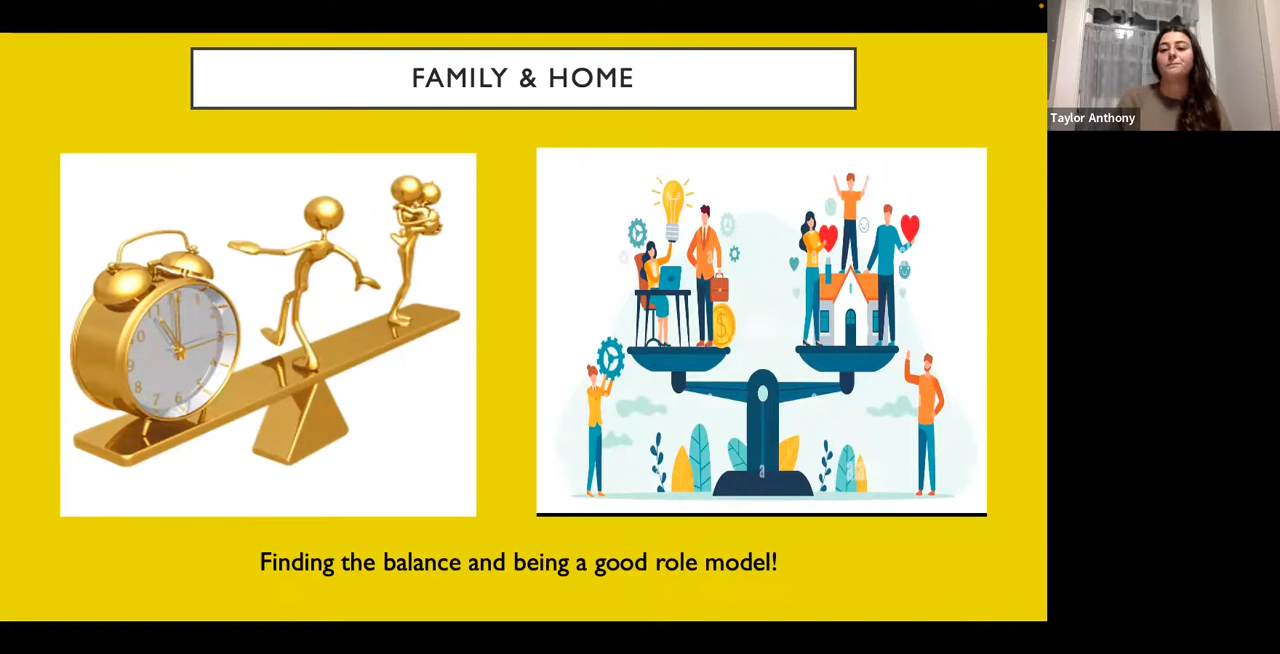 FAMILY & HOME
Taylor Anthony
Finding the balance and being a good role model!